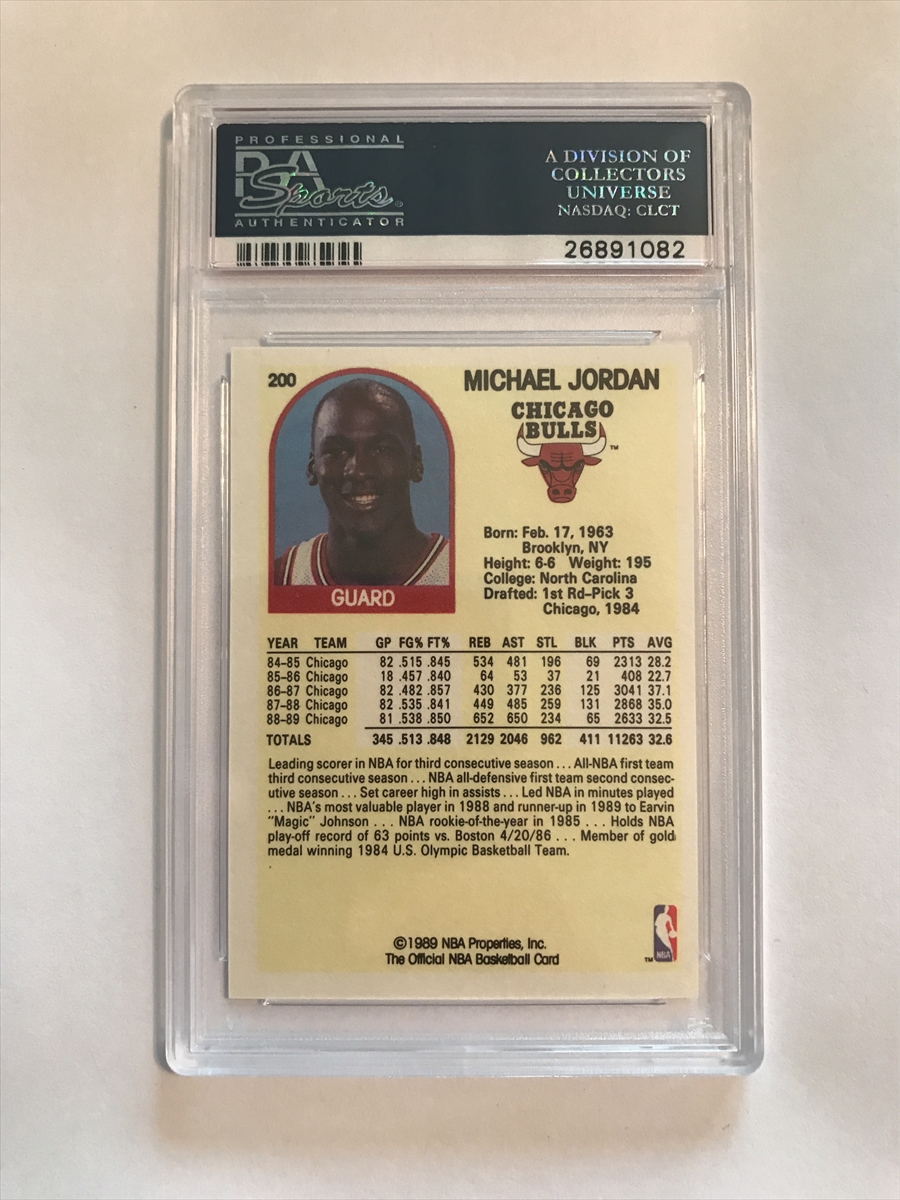 PROFESSIONAL
PSA
Sports
AUTHENTICATOR
A DIVISION OF
COLLECTORS
UNIVERSE
NASDAQ: CLCT
26891082
200
MICHAEL JORDAN
CHICAGO
BULLS
TM
GUARD
Born: Feb. 17, 1963
Brooklyn, NY
Height: 6-6 Weight: 195
College: North Carolina
Drafted: 1st Rd-Pick 3
Chicago, 1984
YEAR TEAM GP FG% FT% REB AST STL BLK PTS AVG
84-85 Chicago 82 .515 .845 534 481 196 69 2313 28.2
85-86 Chicago 18 .457 .840 64 53 37 21 408 22.7
86-87 Chicago 82 .482 .857 430 377 236 125 3041 37.1
87-88 Chicago 82 .535 .841 449 485 259 131 2868 35.0
88-89 Chicago 81 .538 .850 652 650 234 65 2633 32.5
TOTALS 345 .513 .848 2129 2046 962 411 11263 32.6
Leading scorer in NBA for third consecutive season . . . All-NBA first team
third consecutive season . . . NBA all-defensive first team second consec-
utive season . . . Set career high in assists . . . Led NBA in minutes played
. . . NBA's most valuable player in 1988 and runner-up in 1989 to Earvin
"Magic" Johnson . . . NBA rookie-of-the-year in 1985 . . . Holds NBA
play-off record of 63 points vs. Boston 4/20/86 . . . Member of gold
medal winning 1984 U.S. Olympic Basketball Team.
©1989 NBA Properties, Inc.
The Official NBA Basketball Card
TM NBA